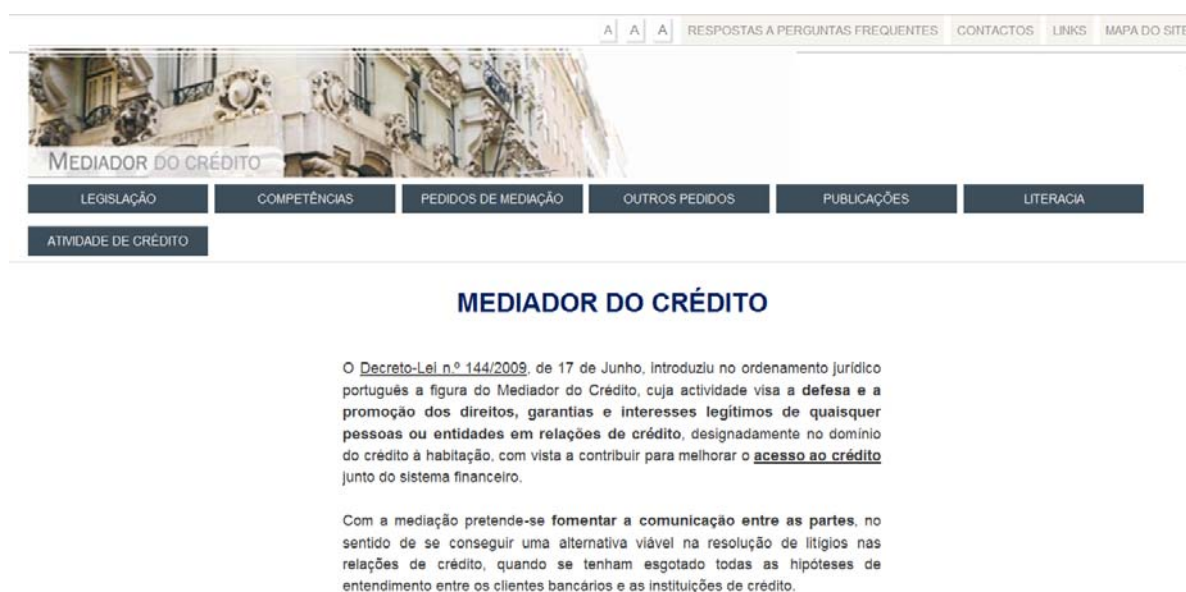 A A A RESPOSTAS A PERGUNTAS FREQUENTES CONTACTOS LINKS MAPA DO SITE
MEDIADOR DO CRÉDITO
LEGISLAÇÃO COMPETÊNCIAS PEDIDOS DE MEDIAÇÃO OUTROS PEDIDOS PUBLICAÇÕES LITERACIA
ATIVIDADE DE CRÉDITO
MEDIADOR DO CRÉDITO
O Decreto-Lei n.º 144/2009, de 17 de Junho, introduziu no ordenamento jurídico
português a figura do Mediador do Crédito, cuja actividade visa a defesa e a
promoção dos direitos, garantias e interesses legítimos de quaisquer
pessoas ou entidades em relações de crédito, designadamente no domínio
do crédito à habitação, com vista a contribuir para melhorar o acesso ao crédito
junto do sistema financeiro.
Com a mediação pretende-se fomentar a comunicação entre as partes, no
sentido de se conseguir uma alternativa viável na resolução de litígios nas
relações de crédito, quando se tenham esgotado todas as hipóteses de
entendimento entre os clientes bancários e as instituições de crédito.